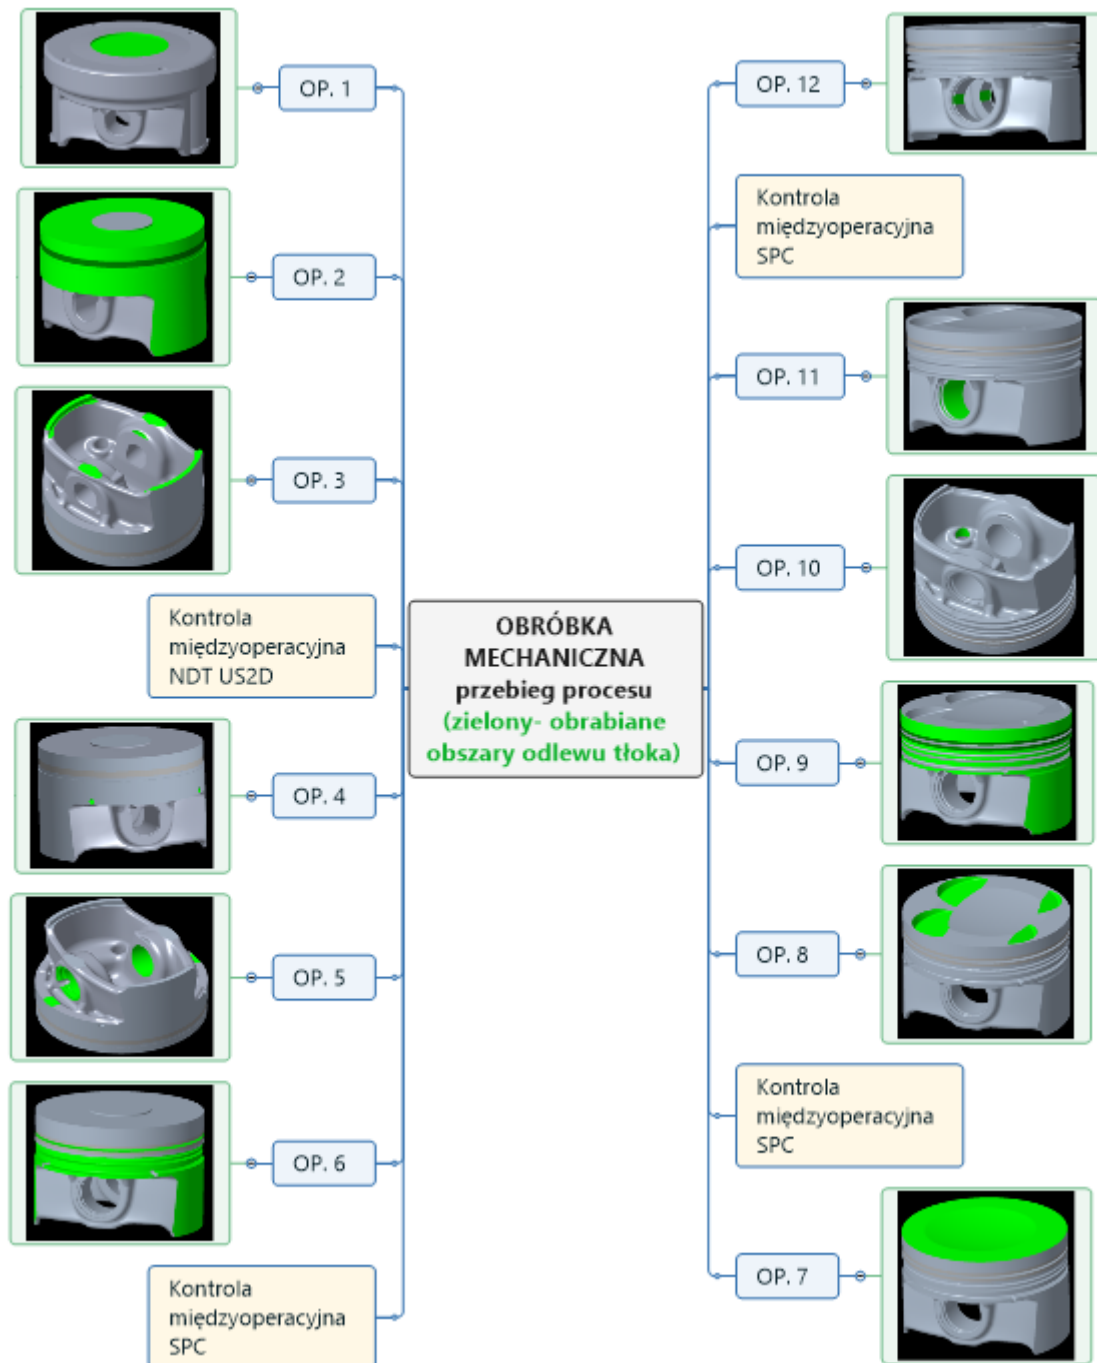 OP. 1
OP. 2
OP. 3
Kontrola
międzyoperacyjna
NDT US2D
OP. 4
OP. 5
OP. 6
Kontrola
międzyoperacyjna
SPC
OBRÓBKA
MECHANICZNA
przebieg procesu
(zielony- obrabiane
obszary odlewu tłoka)
OP. 12
Kontrola
międzyoperacyjna
SPC
OP. 11
OP. 10
OP. 9
OP. 8
Kontrola
międzyoperacyjna
SPC
OP. 7